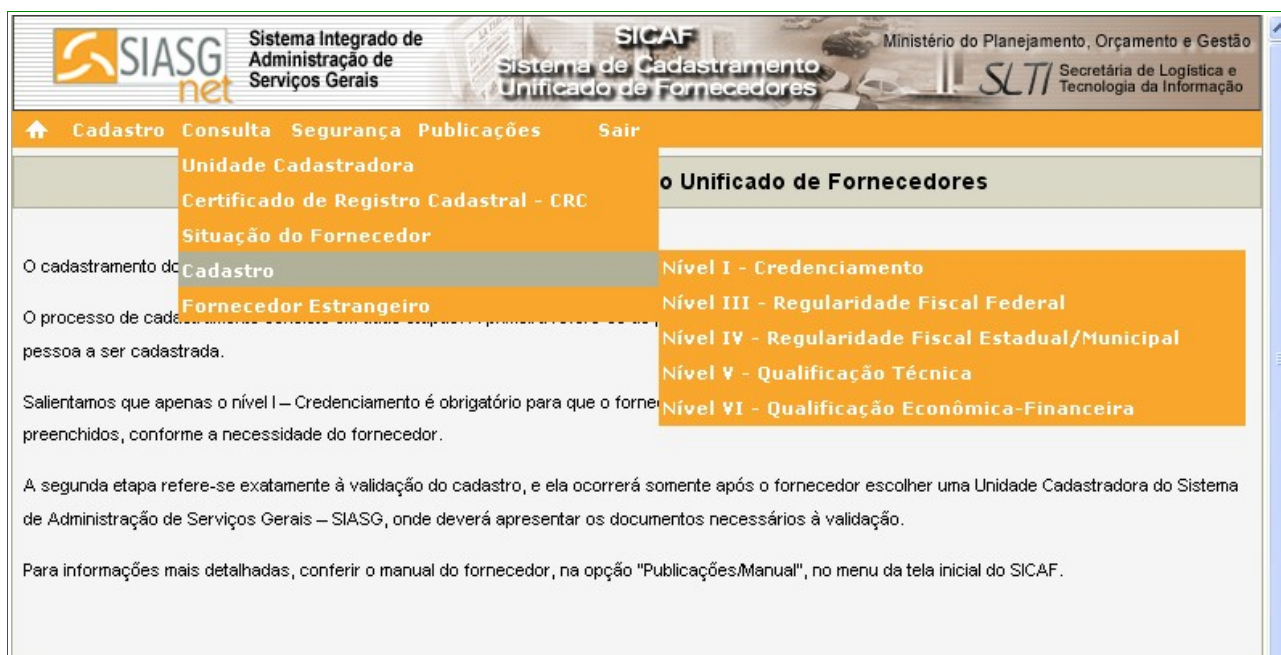 SIASG
net
Sistema Integrado de
Administração de
Serviços Gerais
SICAF
Sistema de Cadastramento
Unificado de Fornecedores
Ministério do Planejamento, Orçamento e Gestão
SLTI
Secretária de Logística e
Tecnologia da Informação
Cadastro Consulta Segurança Publicações Sair
Unidade Cadastradora
Certificado de Registro Cadastral - CRC
Situação do Fornecedor
Cadastro
Fornecedor Estrangeiro
Nível I - Credenciamento
Nível III - Regularidade Fiscal Federal
Nível IV - Regularidade Fiscal Estadual/Municipal
Nível V - Qualificação Técnica
Nível VI - Qualificação Econômica-Financeira
o Unificado de Fornecedores
O cadastramento do
O processo de
pessoa a ser cadastrada.
Salientamos que apenas o nível I – Credenciamento é obrigatório para que o
preenchidos, conforme a necessidade do fornecedor.
A segunda etapa refere-se exatamente à validação do cadastro, e ela ocorrerá somente após o fornecedor escolher uma Unidade Cadastradora do Sistema
de Administração de Serviços Gerais – SIASG, onde deverá apresentar os documentos necessários à validação.
Para informações mais detalhadas, conferir o manual do fornecedor, na opção "Publicações/Manual", no menu da tela inicial do SICAF.